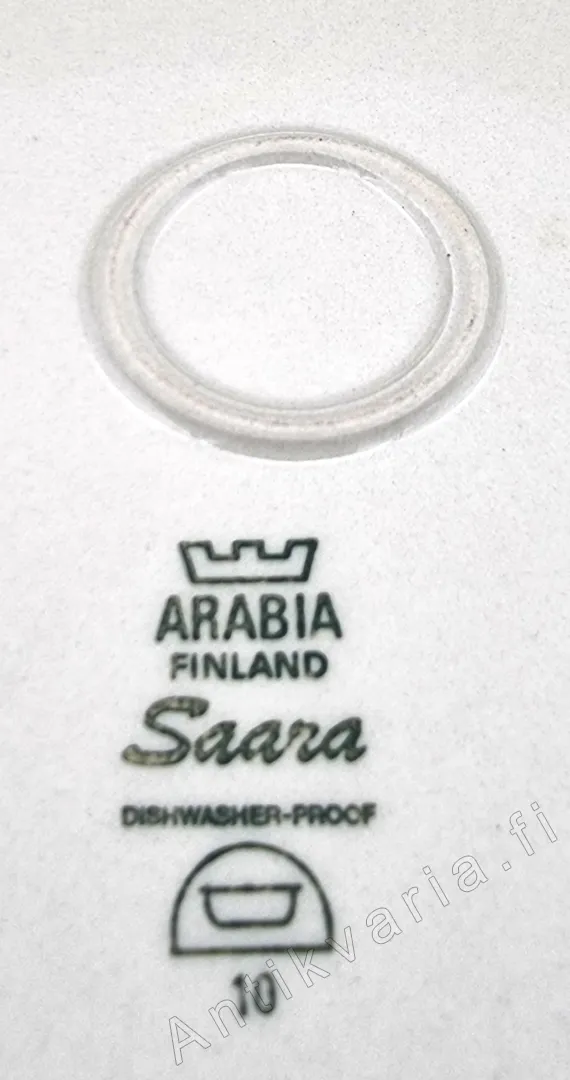 ARABIA
FINLAND
Saara
DISHWASHER-PROOF
10
Antikvaria.fi